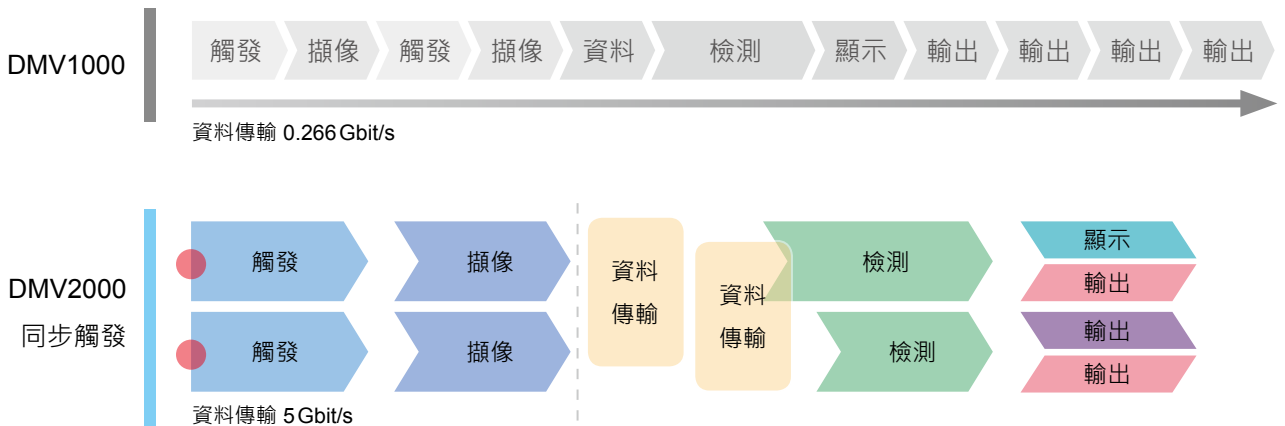 DMV1000
觸發 擷像 觸發 擷像 資料 檢測 顯示 輸出 輸出 輸出 輸出
資料傳輸 0.266 Gbit/s
DMV2000
同步觸發
觸發 擷像
資料
傳輸
資料
傳輸
檢測
顯示
輸出
觸發 擷像
檢測
輸出
輸出
資料傳輸 5 Gbit/s